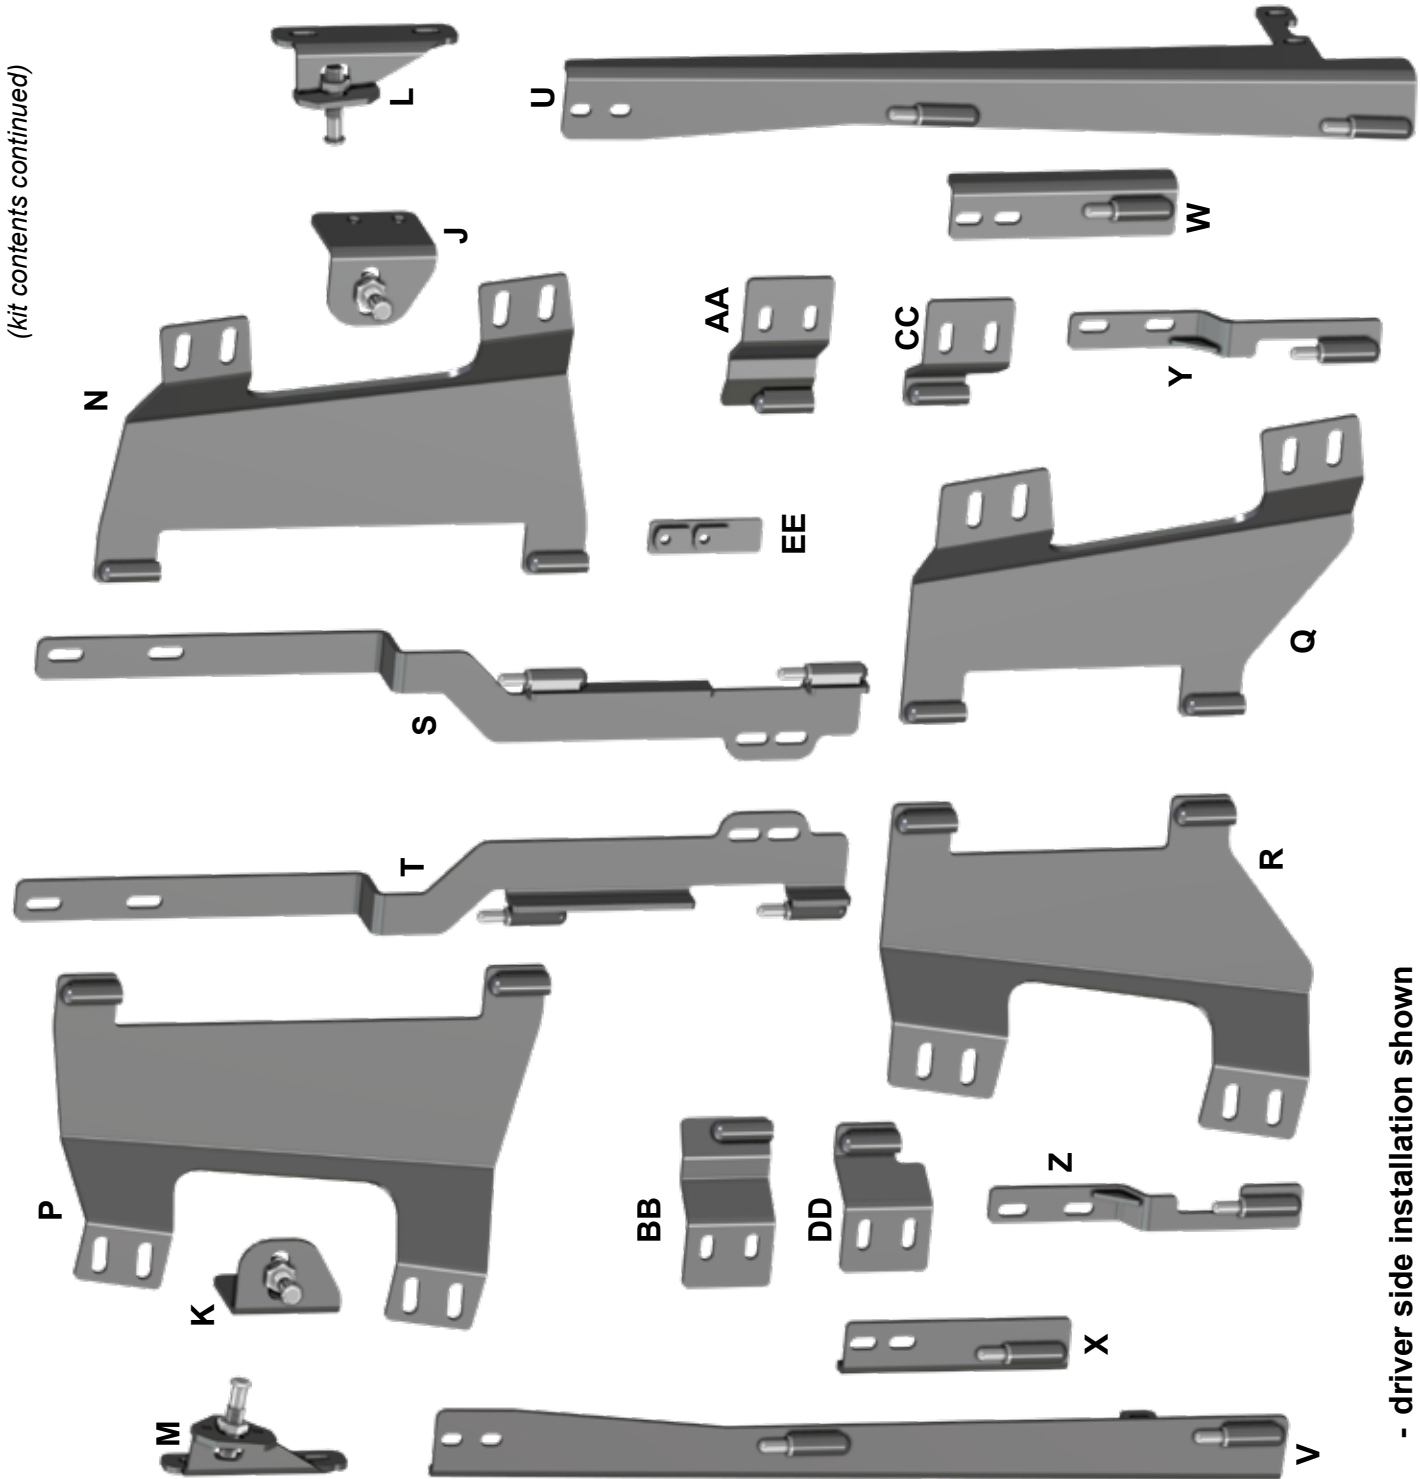 (kit contents continued)
P
N
M
K
L
T
S
J
U
BB
AA
EE
DD
CC
Z
X
Y
W
R
Q
V
- driver side installation shown